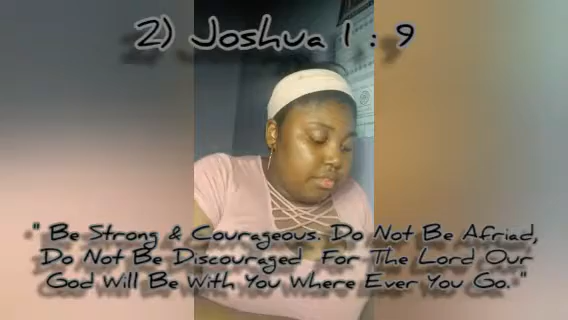 2) Joshua 1 : 9
" Be Strong & Courageous. Do Not Be Afriad,
Do Not Be Discouraged For The Lord Our
God Will Be With You Where Ever You Go. "